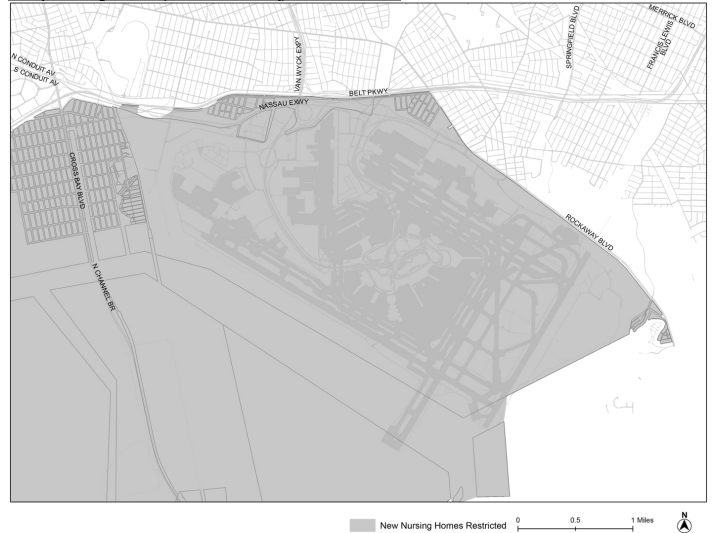 MERRICK BLVD
SPRINGFIELD BLVD
FRANCIS LEWIS
BLVD
N CONDUIT AV
S CONDUIT AV
VAN WYCK EXPY
BELT PKWY
NASSAU EXWY
CROSS BAY BLVD
ROCKAWAY BLVD
N CHANNEL BR
New Nursing Homes Restricted
0 0.5 1 Miles
N